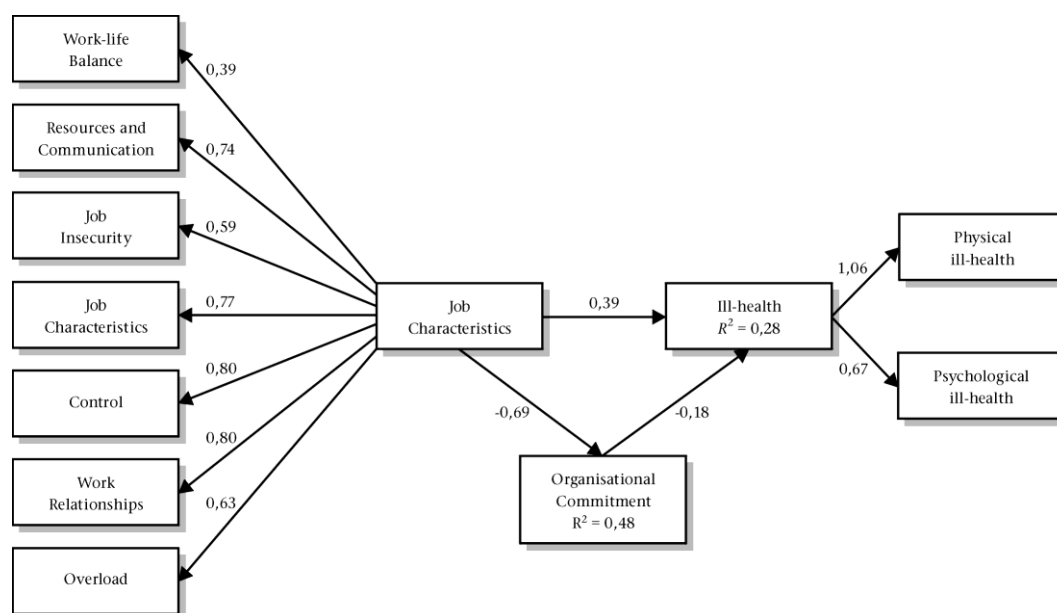 Work-life
Balance
0,39
Resources and
Communication
0,74
Job
Insecurity
0,59
Job
Characteristics
0,77
Control
0,80
Work
Relationships
0,80
Overload
0,63
Job
Characteristics
0,39
-0,69
Organisational
Commitment
R² = 0,48
-0,18
Ill-health
R² = 0,28
1,06
Physical
ill-health
0,67
Psychological
ill-health